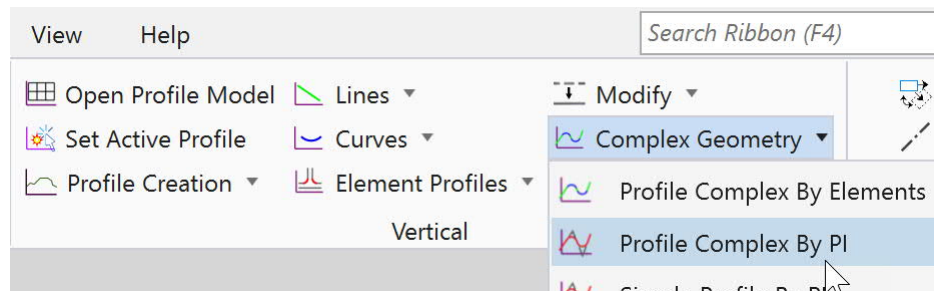 View Help Search Ribbon (F4)
Open Profile Model Lines Modify
Set Active Profile Curves Complex Geometry
Profile Creation Element Profiles
Profile Complex By Elements
Vertical
Profile Complex By PI